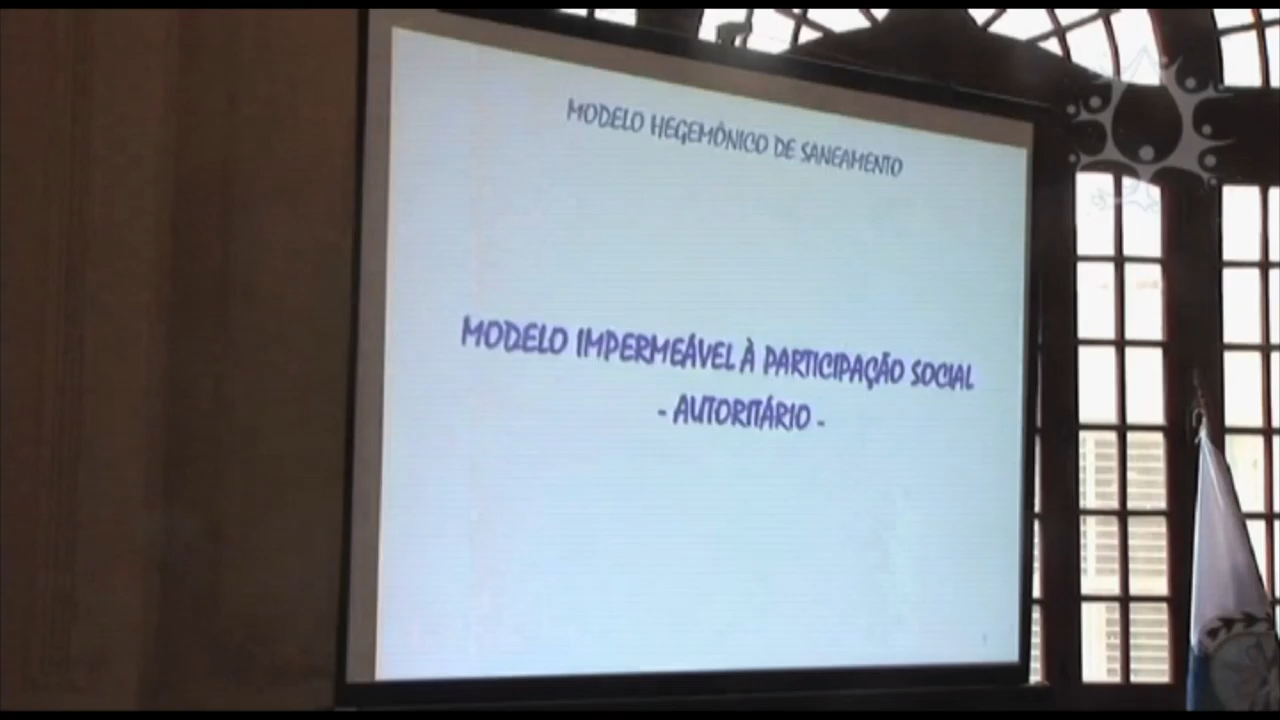 MODELO HEGEMÔNICO DE SANEAMENTO
MODELO IMPERMEÁVEL À PARTICIPAÇÃO SOCIAL
- AUTORITÁRIO -